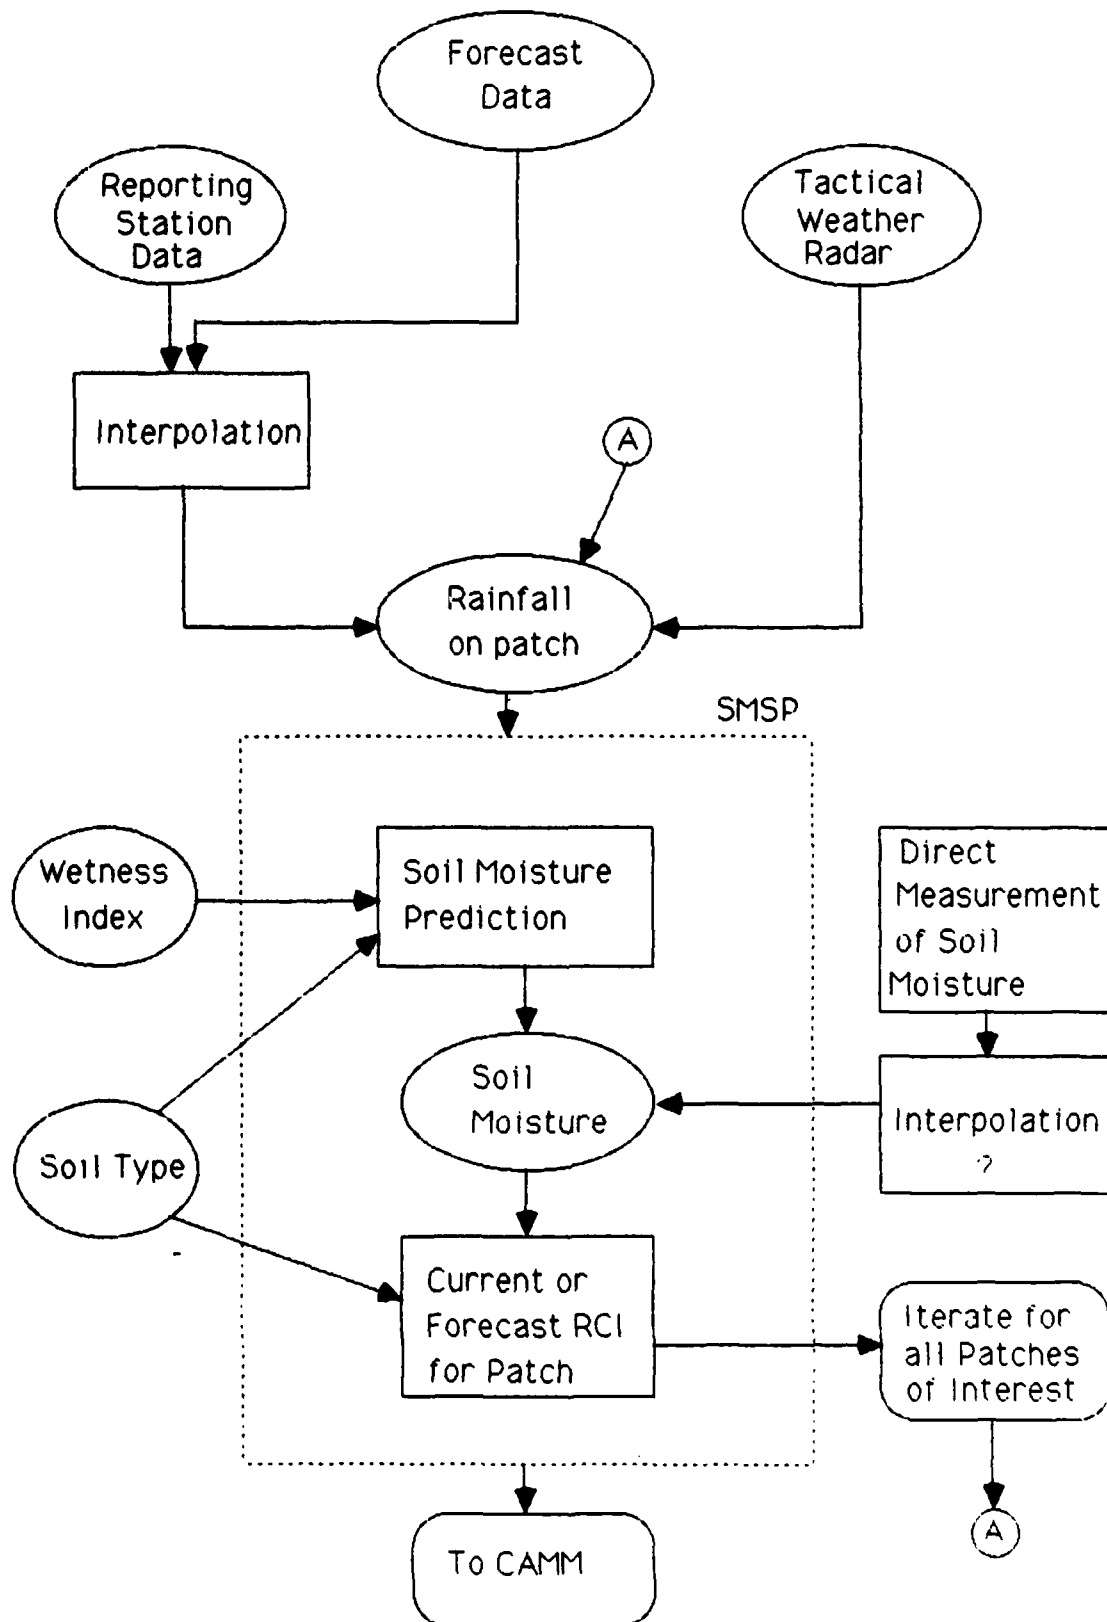 Forecast
Data
Reporting
Station
Data
Tactical
Weather
Radar
Interpolation
A
Rainfall
on patch
SMSP
Wetness
Index
Soil Moisture
Prediction
Direct
Measurement
of Soil
Moisture
Soil
Moisture
Interpolation
?
Soil Type
Current or
Forecast RCI
for Patch
Iterate for
all Patches
of Interest
To CAMM
A